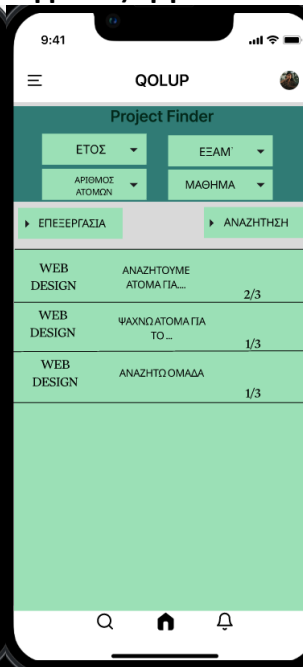 9:41
QOLUP
Project Finder
ΕΤΟΣ
ΕΞΑΜ'
ΑΡΙΘΜΟΣ
ΑΤΟΜΩΝ
ΜΑΘΗΜΑ
ΕΠΕΞΕΡΓΑΣΙΑ
ΑΝΑΖΗΤΗΣΗ
WEB
DESIGN
ΑΝΑΖΗΤΟΥΜΕ
ΑΤΟΜΑ ΓΙΑ....
2/3
WEB
DESIGN
ΨΑΧΝΩ ΑΤΟΜΑ ΓΙΑ
ΤΟ ...
1/3
WEB
DESIGN
ΑΝΑΖΗΤΩ ΟΜΑΔΑ
1/3